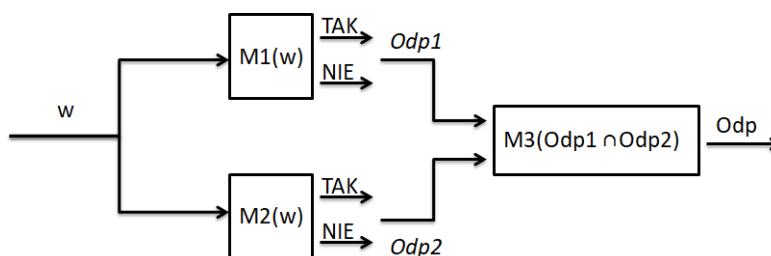 w
M1(w)
TAK
NIE
Odp1
M2(w)
TAK
NIE
Odp2
M3(Odp1 ∩Odp2)
Odp